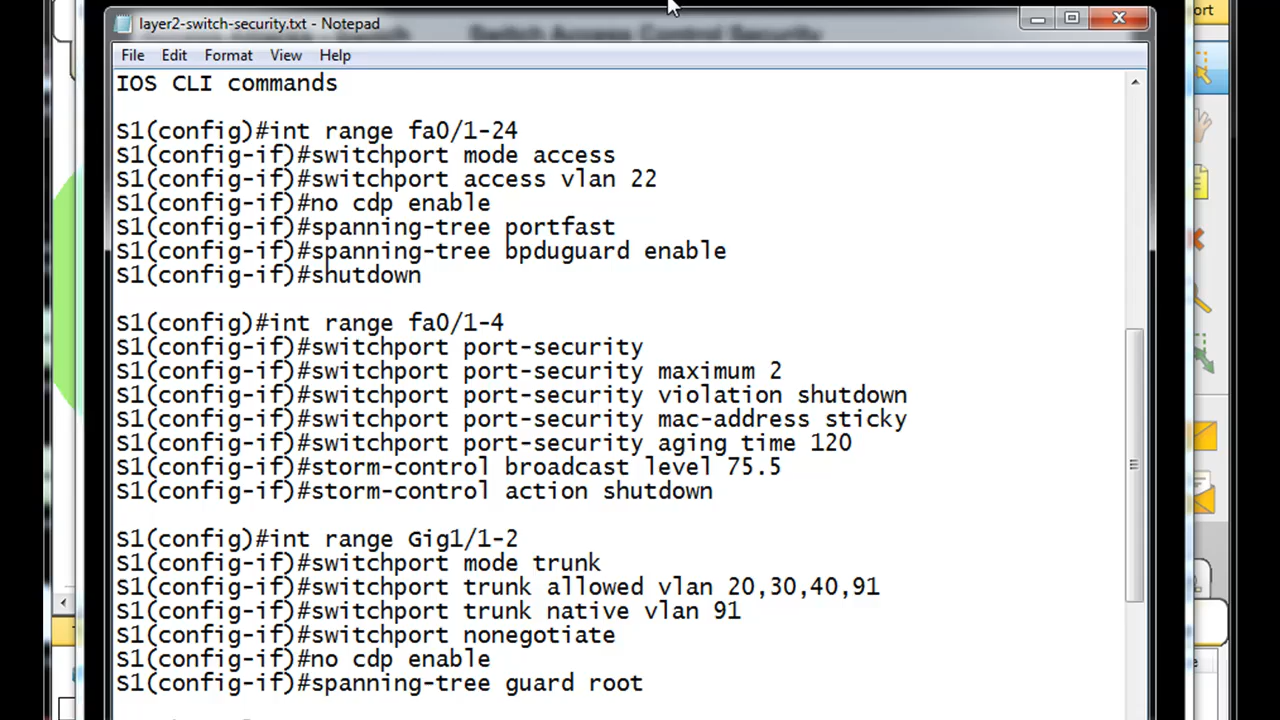 layer2-switch-security.txt - Notepad
ort
Switch Access Control Security
File Edit Format View Help
IOS CLI commands
S1(config)#int range fa0/1-24
S1(config-if)#switchport mode access
S1(config-if)#switchport access vlan 22
S1(config-if)#no cdp enable
S1(config-if)#spanning-tree portfast
S1(config-if)#spanning-tree bpduguard enable
S1(config-if)#shutdown
S1(config)#int range fa0/1-4
S1(config-if)#switchport port-security
S1(config-if)#switchport port-security maximum 2
S1(config-if)#switchport port-security violation shutdown
S1(config-if)#switchport port-security mac-address sticky
S1(config-if)#switchport port-security aging time 120
S1(config-if)#storm-control broadcast level 75.5
S1(config-if)#storm-control action shutdown
S1(config)#int range Gig1/1-2
S1(config-if)#switchport mode trunk
S1(config-if)#switchport trunk allowed vlan 20,30,40,91
S1(config-if)#switchport trunk native vlan 91
S1(config-if)#switchport nonegotiate
S1(config-if)#no cdp enable
S1(config-if)#spanning-tree guard root